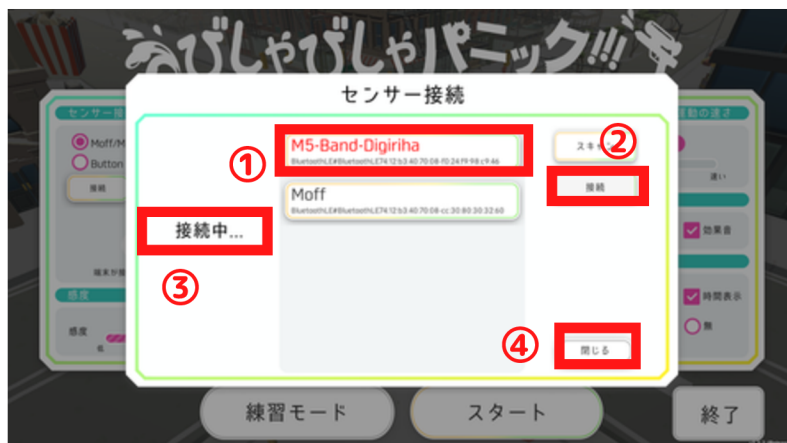 びしゃびしゃパニック!!!
センサー接続
センサー接
運動の速さ
Moff/M
Button
接続
M5-Band-Digiriha
BluetoothLE#BluetoothLE74:12:b3:40:70:08-f0:24:f9:98:c9:46
Moff
BluetoothLE#BluetoothLE74:12:b3:40:70:08-cc:30:80:30:32:60
①
②
スキャン
接続
速い
接続中...
③
効果音
端末が接
感度
感度
低
時間表示
無
④
閉じる
練習モード
スタート
終了